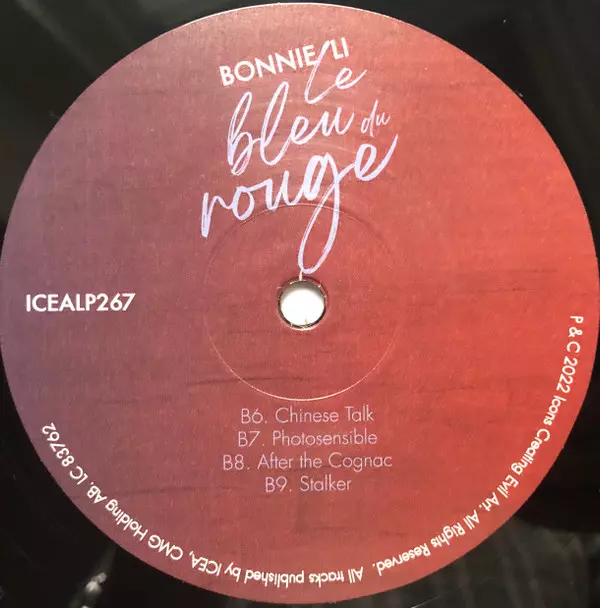 BONNIE LI
le
bleu du
rouge
ICEALP267
B6. Chinese Talk
B7. Photosensible
B8. After the Cognac
B9. Stalker
P & C 2022 Icons Creating Evil Art. All Rights Reserved. All tracks published by ICEA, CMG Holding AB. LC 83762